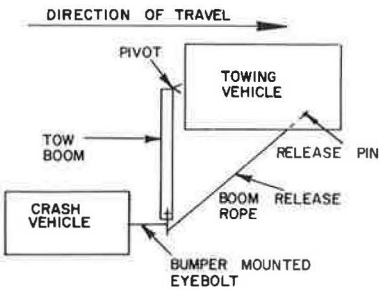 DIRECTION OF TRAVEL
PIVOT
TOWING
VEHICLE
TOW
BOOM
RELEASE PIN
CRASH
VEHICLE
BOOM RELEASE
ROPE
BUMPER MOUNTED
EYEBOLT